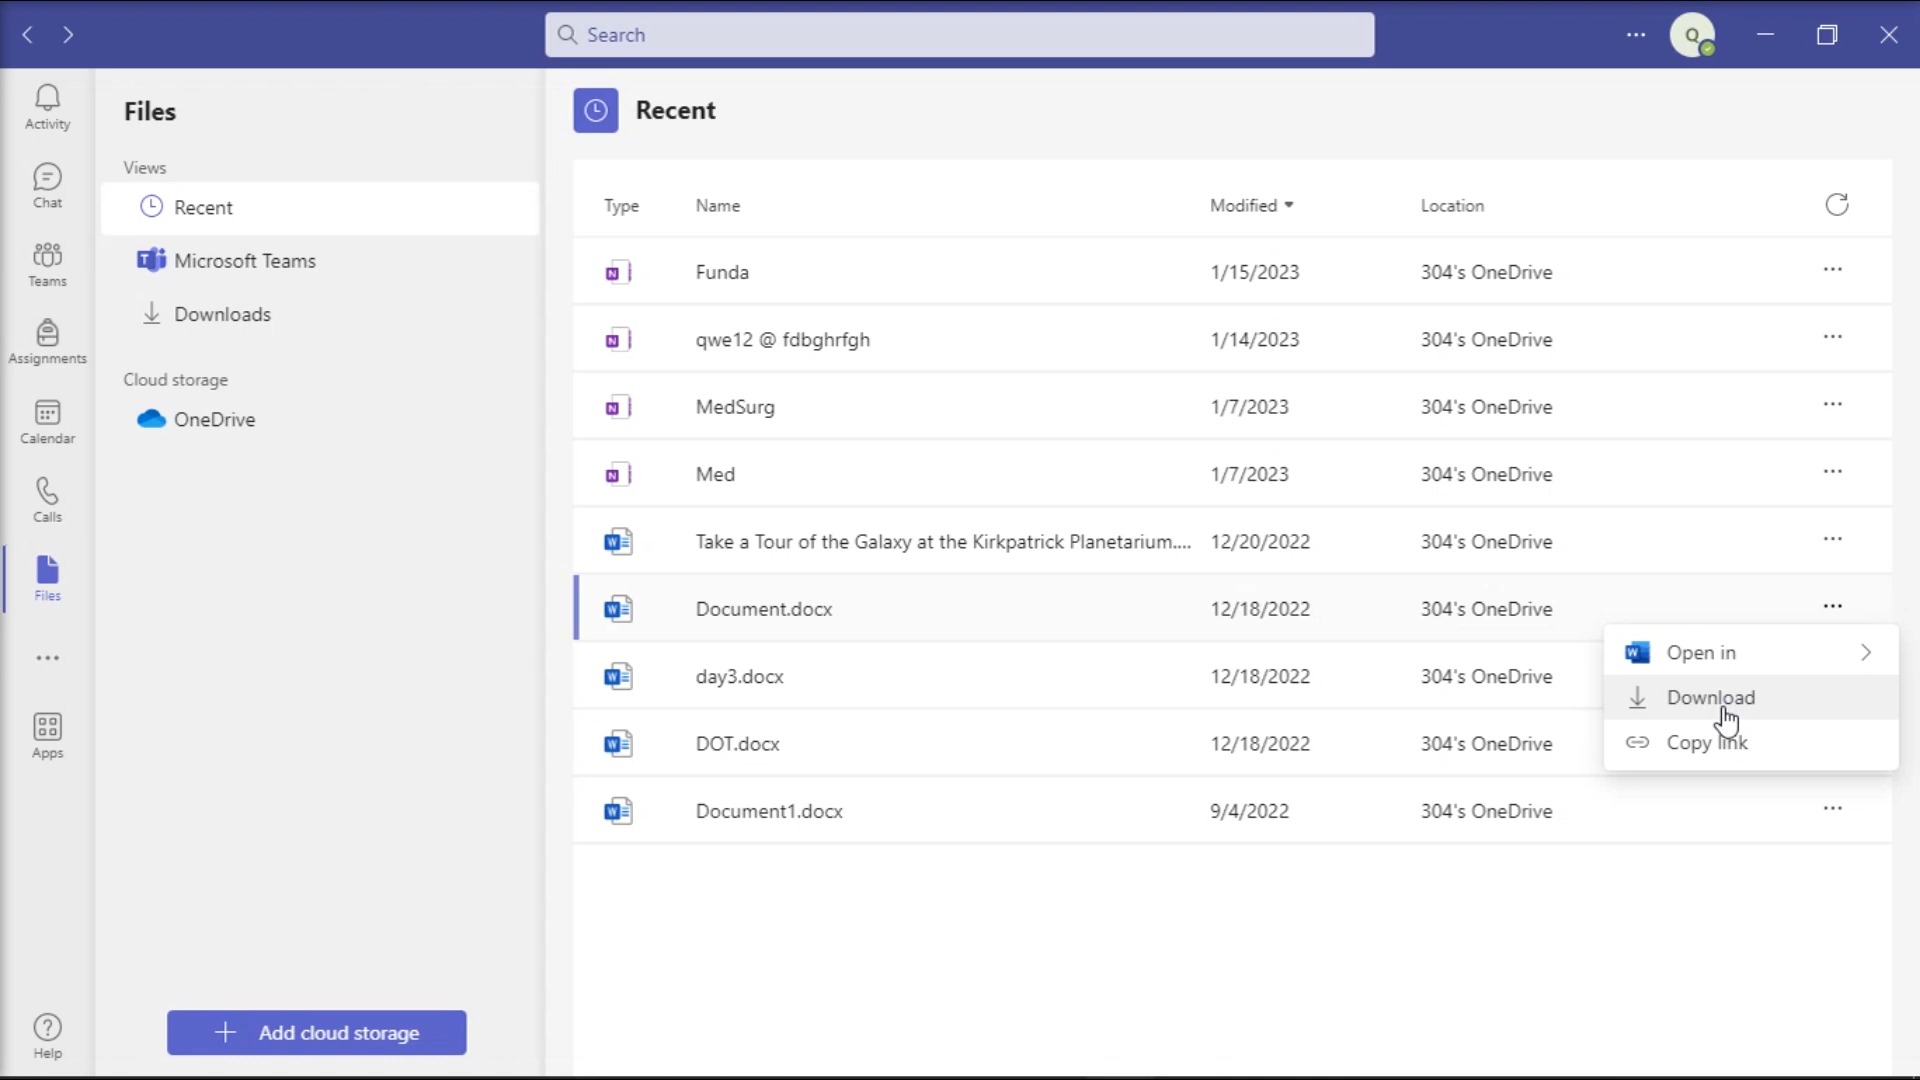 Search
Q
Activity
Chat
Teams
Assignments
Calendar
Calls
Files
Apps
Help
Files
Views
Recent
Microsoft Teams
Downloads
Cloud storage
OneDrive
Add cloud storage
Recent
Type Name Modified Location
Funda 1/15/2023 304's OneDrive
qwe12 @ fdbghrfgh 1/14/2023 304's OneDrive
MedSurg 1/7/2023 304's OneDrive
Med 1/7/2023 304's OneDrive
Take a Tour of the Galaxy at the Kirkpatrick Planetarium.... 12/20/2022 304's OneDrive
Document.docx 12/18/2022 304's OneDrive
day3.docx 12/18/2022 304's OneDrive
DOT.docx 12/18/2022 304's OneDrive
Document1.docx 9/4/2022 304's OneDrive
Open in
Download
Copy link